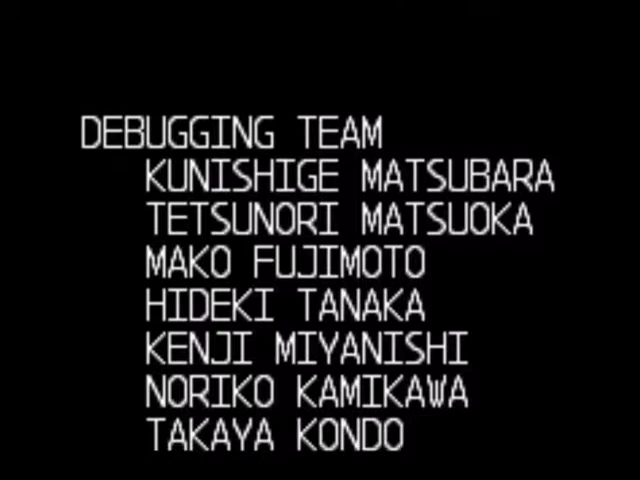 DEBUGGING TEAM
KUNISHIGE MATSUBARA
TETSUNORI MATSUOKA
MAKO FUJIMOTO
HIDEKI TANAKA
KENJI MIYANISHI
NORIKO KAMIKAWA
TAKAYA KONDO